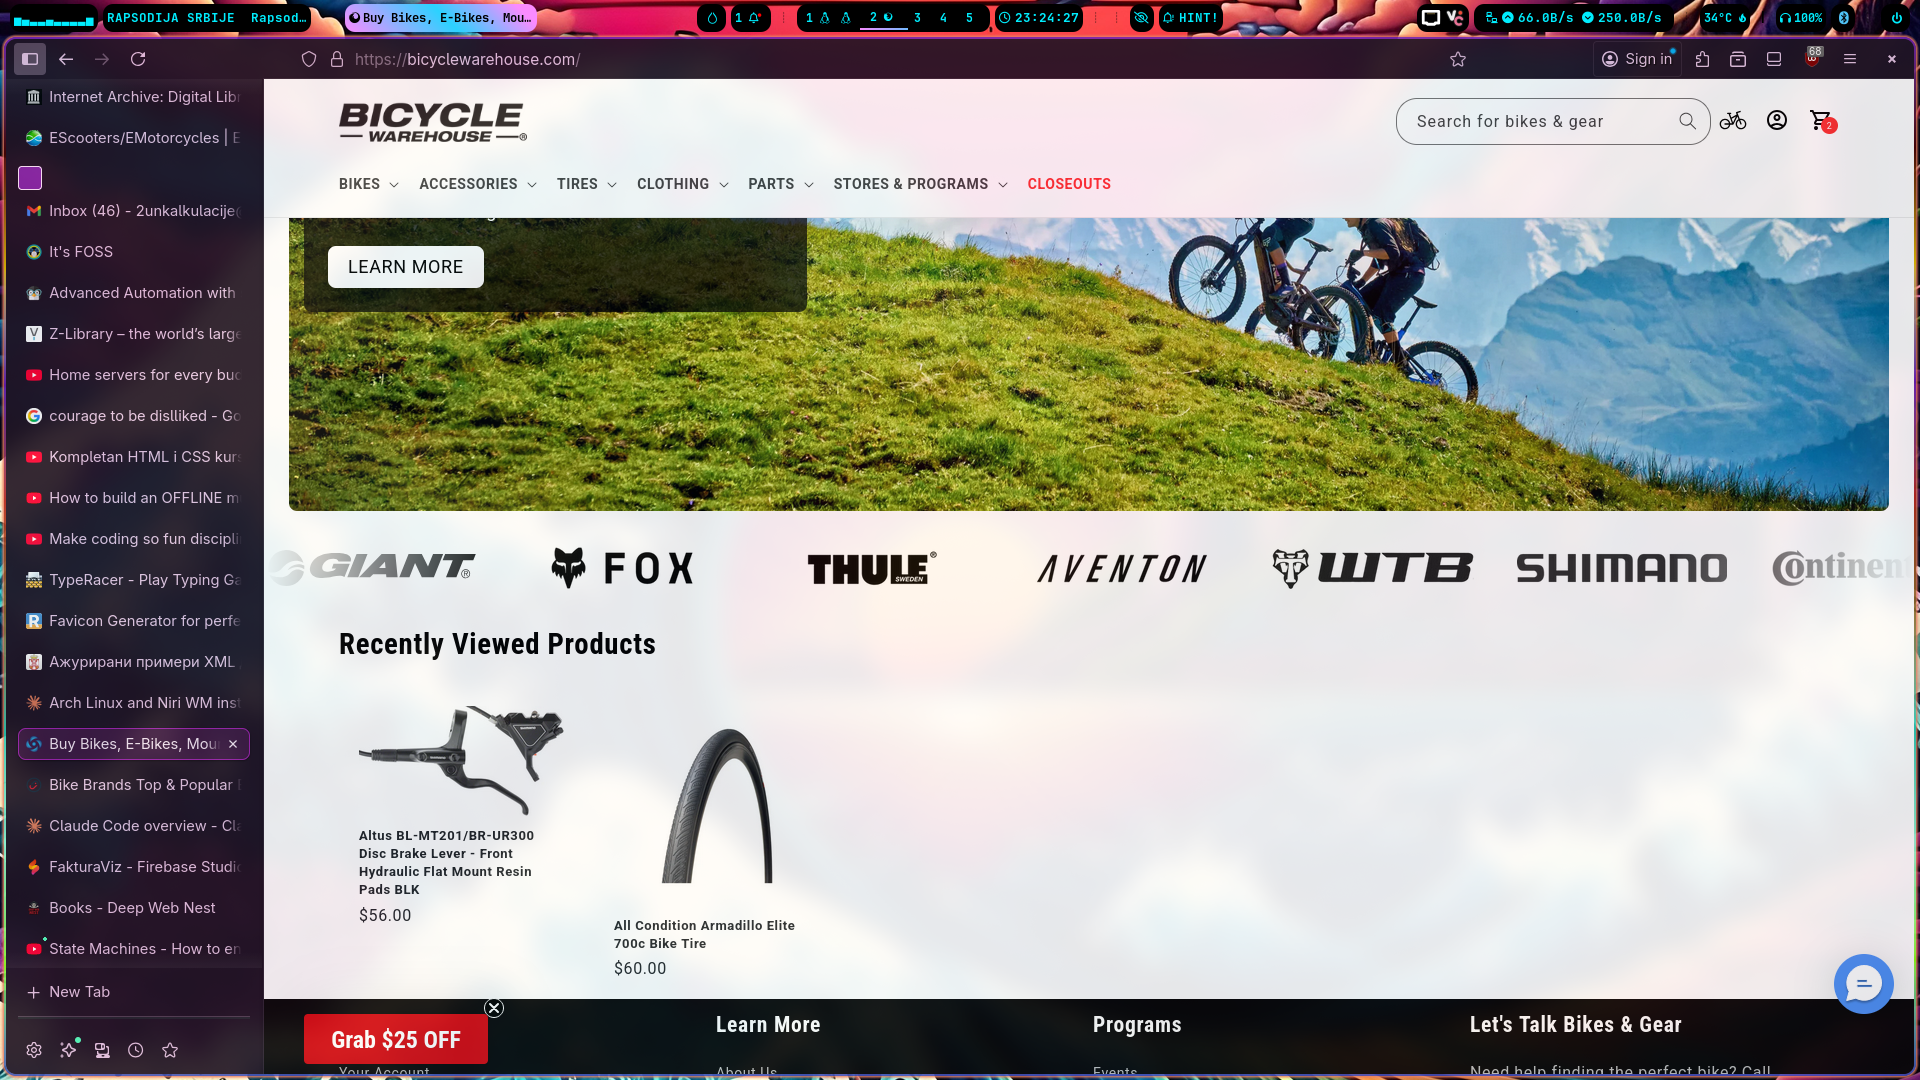 RAPSODIJA SRBIJE  Rapsod…
Buy Bikes, E-Bikes, Mou…
1
1
2
3
4
5
23:24:27
HINT!
66.0B/s
250.0B/s
34°C
100%
https://bicyclewarehouse.com/
Sign in
68
Internet Archive: Digital Libr
EScooters/EMotorcycles | E
Inbox (46) - 2unkalkulacije@
It's FOSS
Advanced Automation with
Z-Library – the world's large
Home servers for every bud
courage to be dislliked - Go
Kompletan HTML i CSS kurs
How to build an OFFLINE m
Make coding so fun disciplin
TypeRacer - Play Typing Ga
Favicon Generator for perfe
Ажурирани примери XML
Arch Linux and Niri WM inst
Buy Bikes, E-Bikes, Moun
Bike Brands Top & Popular B
Claude Code overview - Cla
FakturaViz - Firebase Studio
Books - Deep Web Nest
State Machines - How to en
New Tab
BICYCLE
WAREHOUSE®
Search for bikes & gear
2
BIKES
ACCESSORIES
TIRES
CLOTHING
PARTS
STORES & PROGRAMS
CLOSEOUTS
LEARN MORE
GIANT®
FOX
THULE®
SWEDEN
AVENTON
WTB
SHIMANO
Continen
Recently Viewed Products
Altus BL-MT201/BR-UR300
Disc Brake Lever - Front
Hydraulic Flat Mount Resin
Pads BLK
$56.00
All Condition Armadillo Elite
700c Bike Tire
$60.00
Grab $25 OFF
Your Account
Learn More
About Us
Programs
Events
Let's Talk Bikes & Gear
Need help finding the perfect bike? Call